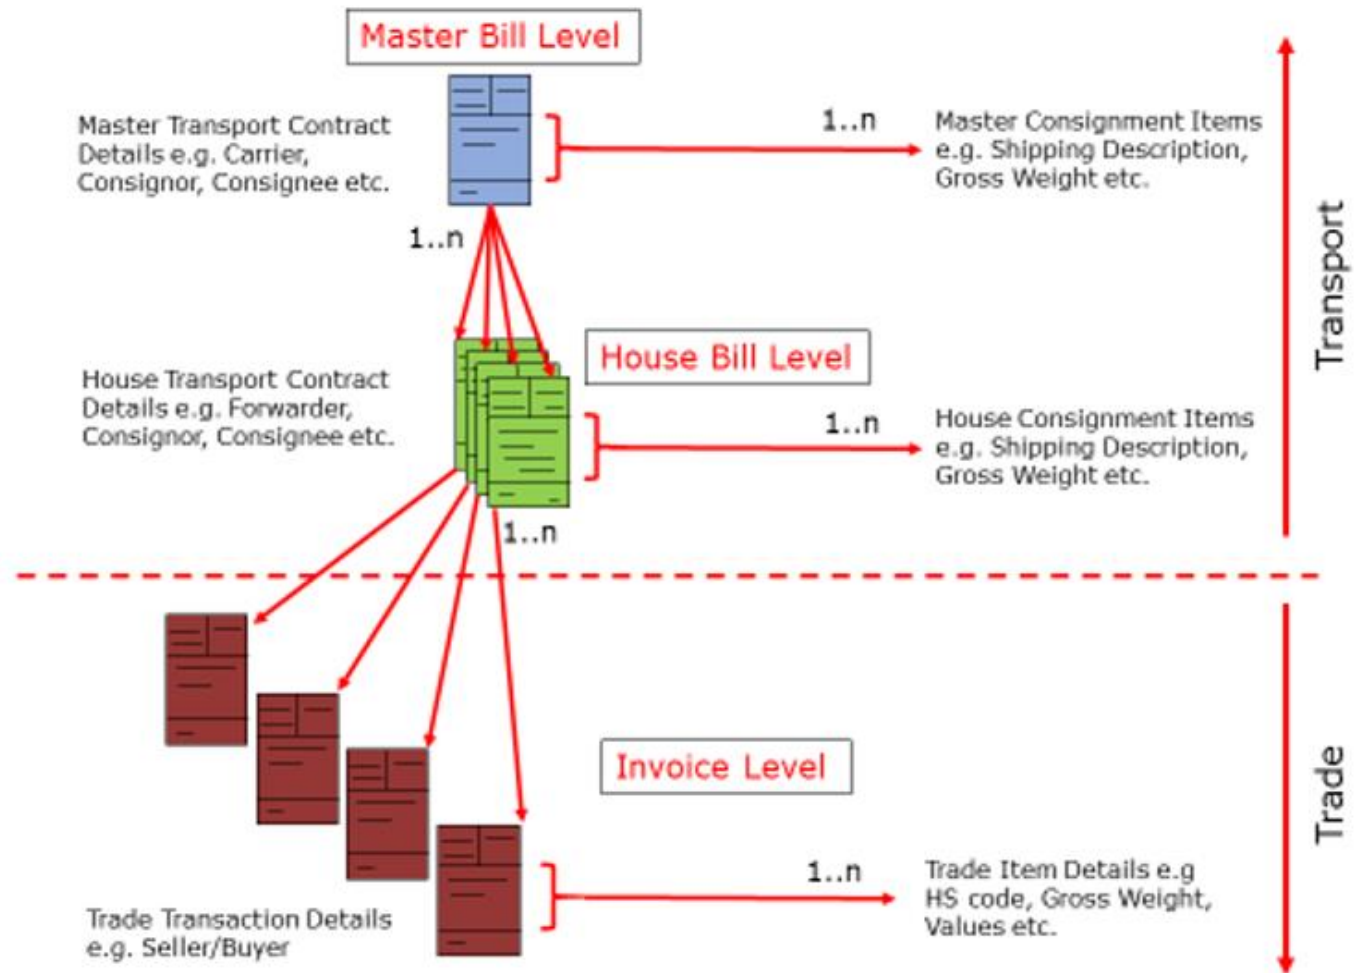 Master Bill Level
Master Transport Contract
Details e.g. Carrier,
Consignor, Consignee etc.
1..n
Master Consignment Items
e.g. Shipping Description,
Gross Weight etc.
1..n
Transport
House Bill Level
House Transport Contract
Details e.g. Forwarder,
Consignor, Consignee etc.
1..n
House Consignment Items
e.g. Shipping Description,
Gross Weight etc.
1..n
Invoice Level
Trade
1..n
Trade Item Details e.g
HS code, Gross Weight,
Values etc.
Trade Transaction Details
e.g. Seller/Buyer